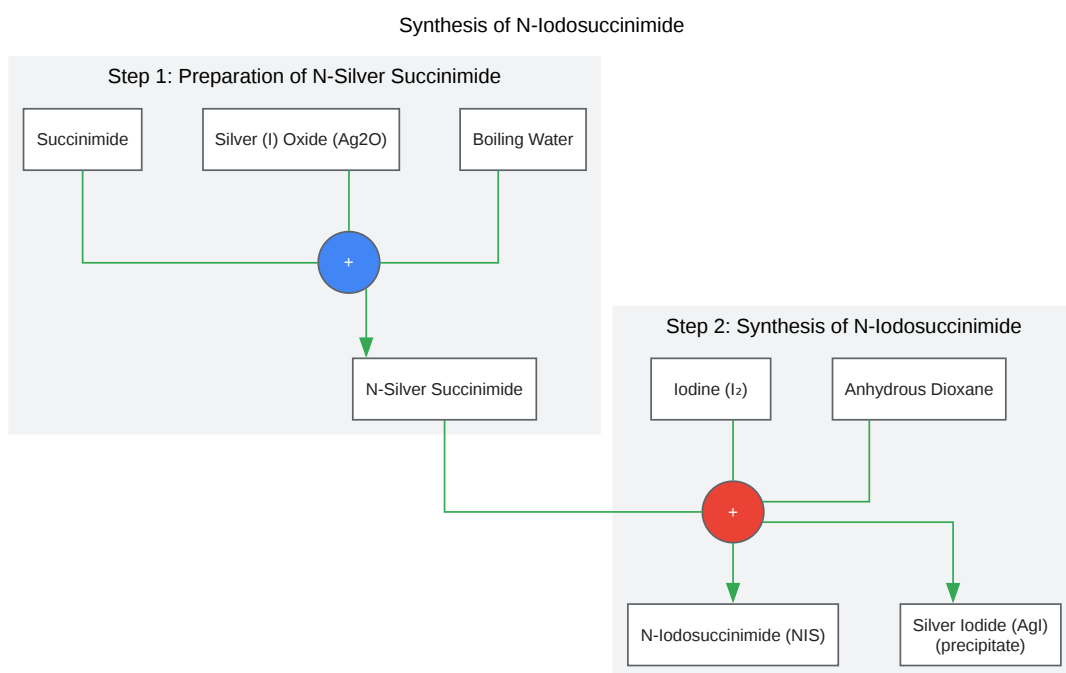 Synthesis of N-Iodosuccinimide
Step 1: Preparation of N-Silver Succinimide
Succinimide
Silver (I) Oxide (Ag2O)
Boiling Water
+
N-Silver Succinimide
Step 2: Synthesis of N-Iodosuccinimide
Iodine (I₂)
Anhydrous Dioxane
+
N-Iodosuccinimide (NIS)
Silver Iodide (AgI)
(precipitate)